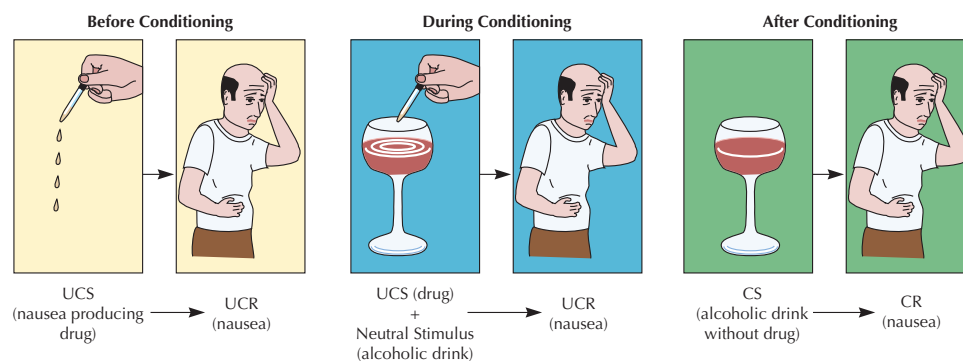 Before Conditioning
During Conditioning
After Conditioning
UCS
(nausea producing
drug)
UCR
(nausea)
UCS (drug)
+
Neutral Stimulus
(alcoholic drink)
UCR
(nausea)
CS
(alcoholic drink
without drug)
CR
(nausea)